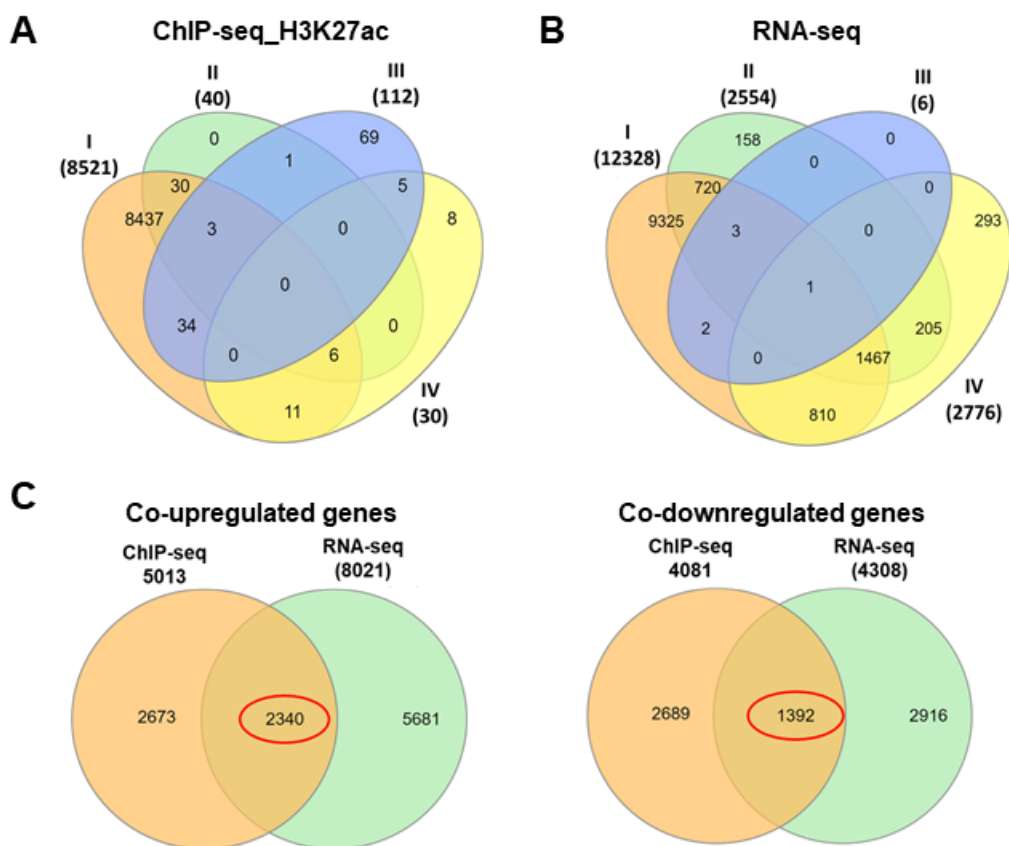 A
ChIP-seq_H3K27ac
II
(40)
III
(112)
I
(8521)
0
69
1
30
5
8437
3
0
8
0
34
0
0
6
11
IV
(30)
B
RNA-seq
II
(2554)
III
(6)
I
(12328)
158
0
0
720
0
9325
3
0
293
1
2
205
0
1467
810
IV
(2776)
C
Co-upregulated genes
ChIP-seq
5013
RNA-seq
(8021)
2673
2340
5681
Co-downregulated genes
ChIP-seq
4081
RNA-seq
(4308)
2689
1392
2916